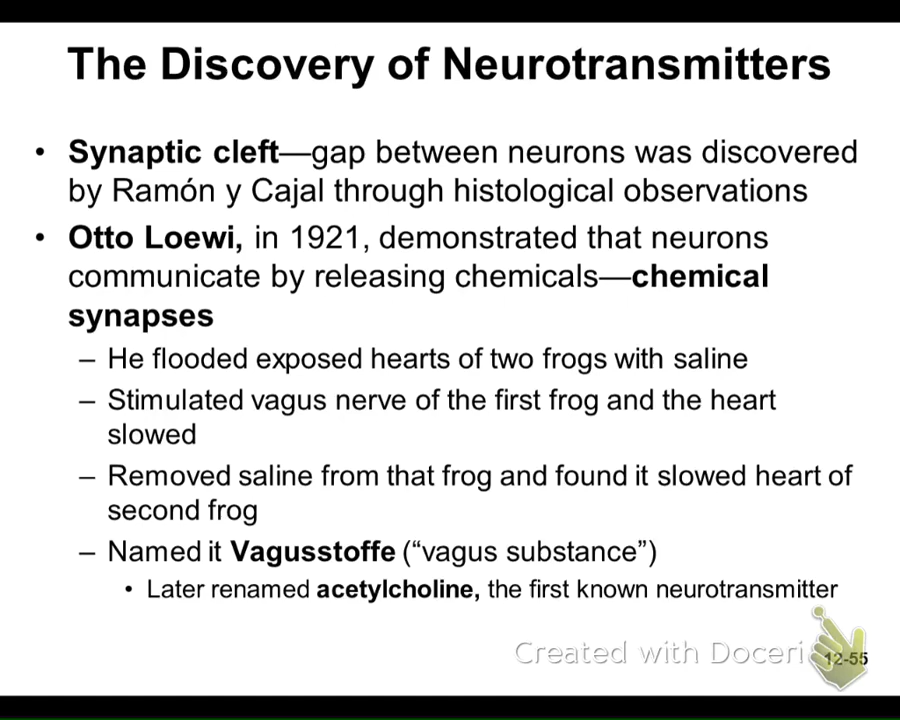 The Discovery of Neurotransmitters
• Synaptic cleft—gap between neurons was discovered
by Ramón y Cajal through histological observations
• Otto Loewi, in 1921, demonstrated that neurons
communicate by releasing chemicals—chemical
synapses
– He flooded exposed hearts of two frogs with saline
– Stimulated vagus nerve of the first frog and the heart
slowed
– Removed saline from that frog and found it slowed heart of
second frog
– Named it Vagusstoffe (“vagus substance”)
• Later renamed acetylcholine, the first known neurotransmitter
Created with Doceri
12-55